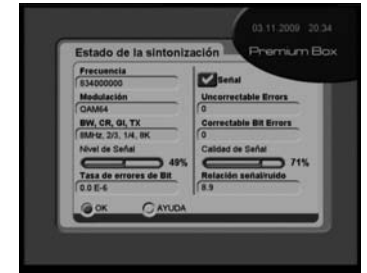 03.11.2009 20:34
Premium Box
Estado de la sintonización
Frecuencia
634000000
Modulación
QAM64
BW, CR, GI, TX
8MHz, 2/3, 1/4, 8K
Nivel de Señal
49%
Tasa de errores de Bit
0.0 E-6
Señal
Uncorrectable Errors
0
Correctable Bit Errors
0
Calidad de Señal
71%
Relación señal/ruido
8.9
OK
AYUDA